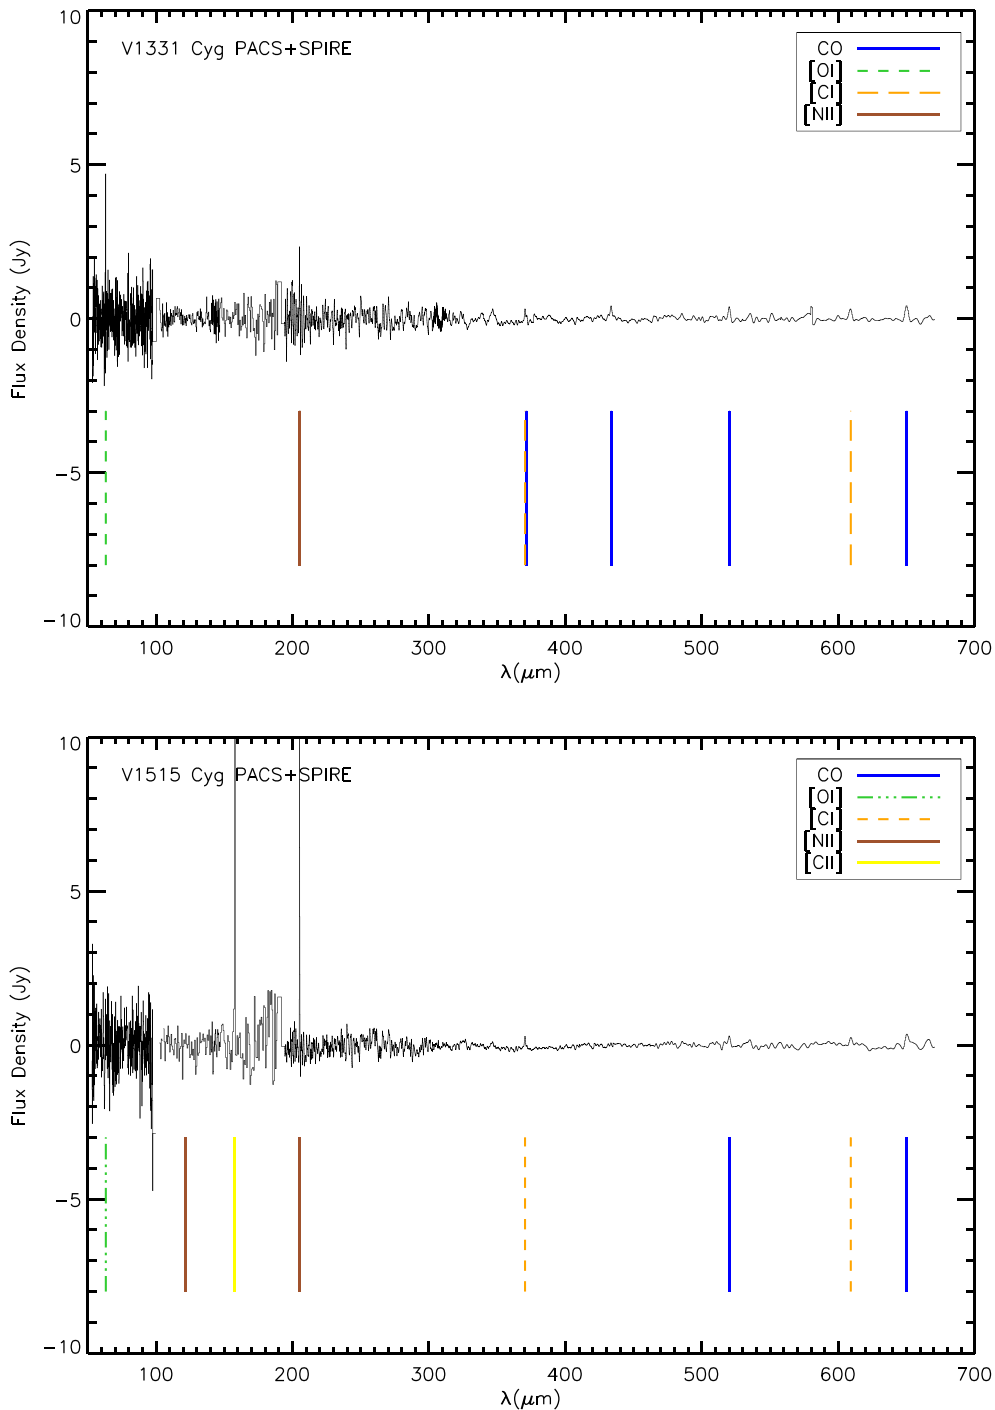 V1331 Cyg PACS+SPIRE
CO
[OI]
[CI]
[NII]
10
5
0
−5
−10
Flux Density (Jy)
100 200 300 400 500 600 700
λ(μm)
V1515 Cyg PACS+SPIRE
CO
[OI]
[CI]
[NII]
[CII]
10
5
0
−5
−10
Flux Density (Jy)
100 200 300 400 500 600 700
λ(μm)